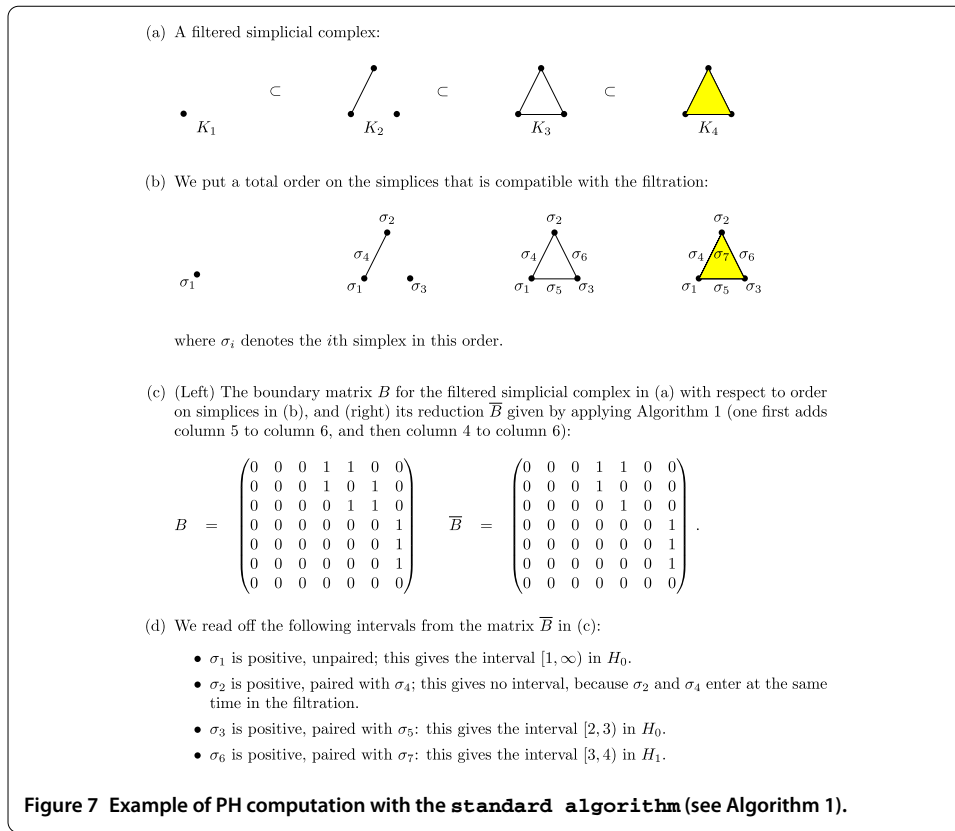 (a) A filtered simplicial complex:
⊂ ⊂ ⊂
K₁ K₂ K₃ K₄
(b) We put a total order on the simplices that is compatible with the filtration:
σ₂ σ₂ σ₂
σ₄ σ₄ σ₆ σ₄ σ₇ σ₆
σ₁ σ₁ σ₃ σ₁ σ₅ σ₃ σ₁ σ₅ σ₃
where σᵢ denotes the ith simplex in this order.
(c) (Left) The boundary matrix B for the filtered simplicial complex in (a) with respect to order
on simplices in (b), and (right) its reduction B̅ given by applying Algorithm 1 (one first adds
column 5 to column 6, and then column 4 to column 6):
0 0 0 1 1 0 0 0 0 0 1 1 0 0
0 0 0 1 0 1 0 0 0 0 1 0 0 0
0 0 0 0 1 1 0 0 0 0 0 1 0 0
B = 0 0 0 0 0 0 1 B̅ = 0 0 0 0 0 0 1 .
0 0 0 0 0 0 1 0 0 0 0 0 0 1
0 0 0 0 0 0 1 0 0 0 0 0 0 1
0 0 0 0 0 0 0 0 0 0 0 0 0 0
(d) We read off the following intervals from the matrix B̅ in (c):
• σ₁ is positive, unpaired; this gives the interval [1, ∞) in H₀.
• σ₂ is positive, paired with σ₄; this gives no interval, because σ₂ and σ₄ enter at the same
time in the filtration.
• σ₃ is positive, paired with σ₅: this gives the interval [2, 3) in H₀.
• σ₆ is positive, paired with σ₇: this gives the interval [3, 4) in H₁.
Figure 7 Example of PH computation with the standard algorithm (see Algorithm 1).